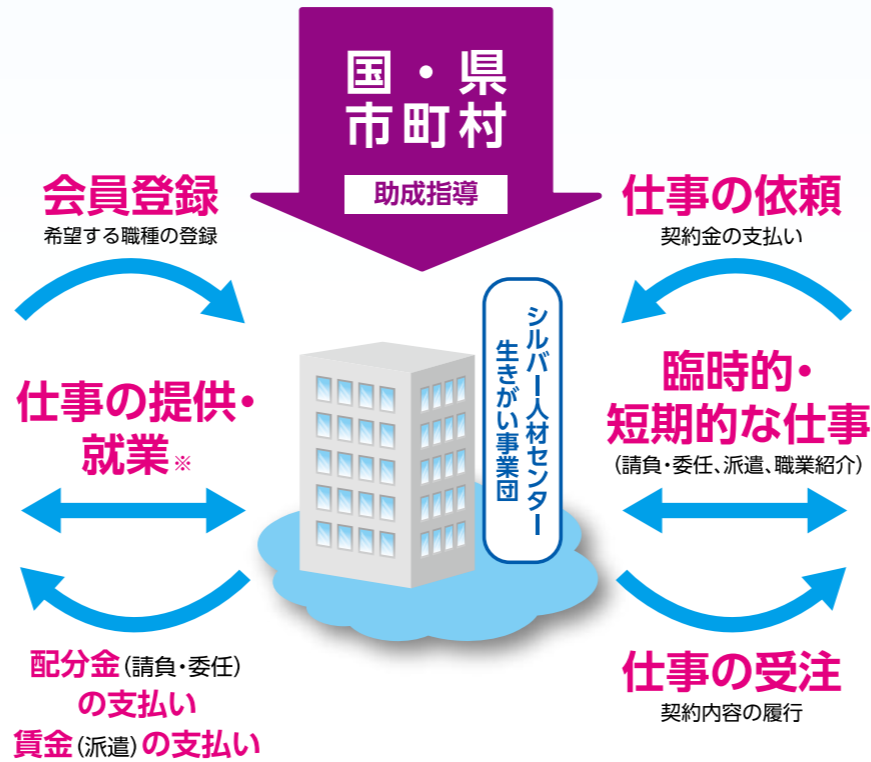 国・県
市町村
助成指導
会員登録
希望する職種の登録
仕事の提供・
就業※
配分金(請負・委任)
の支払い
賃金(派遣)の支払い
シルバー人材センター
生きがい事業団
仕事の依頼
契約金の支払い
臨時的・
短期的な仕事
(請負・委任、派遣、職業紹介)
仕事の受注
契約内容の履行